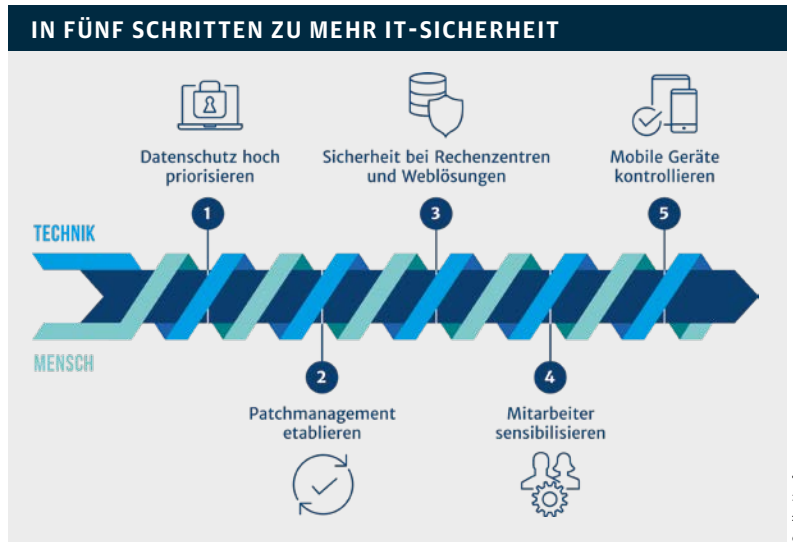 IN FÜNF SCHRITTEN ZU MEHR IT-SICHERHEIT
Datenschutz hoch
priorisieren
1
Sicherheit bei Rechenzentren
und Weblösungen
3
Mobile Geräte
kontrollieren
5
TECHNIK
MENSCH
2
Patchmanagement
etablieren
4
Mitarbeiter
sensibilisieren